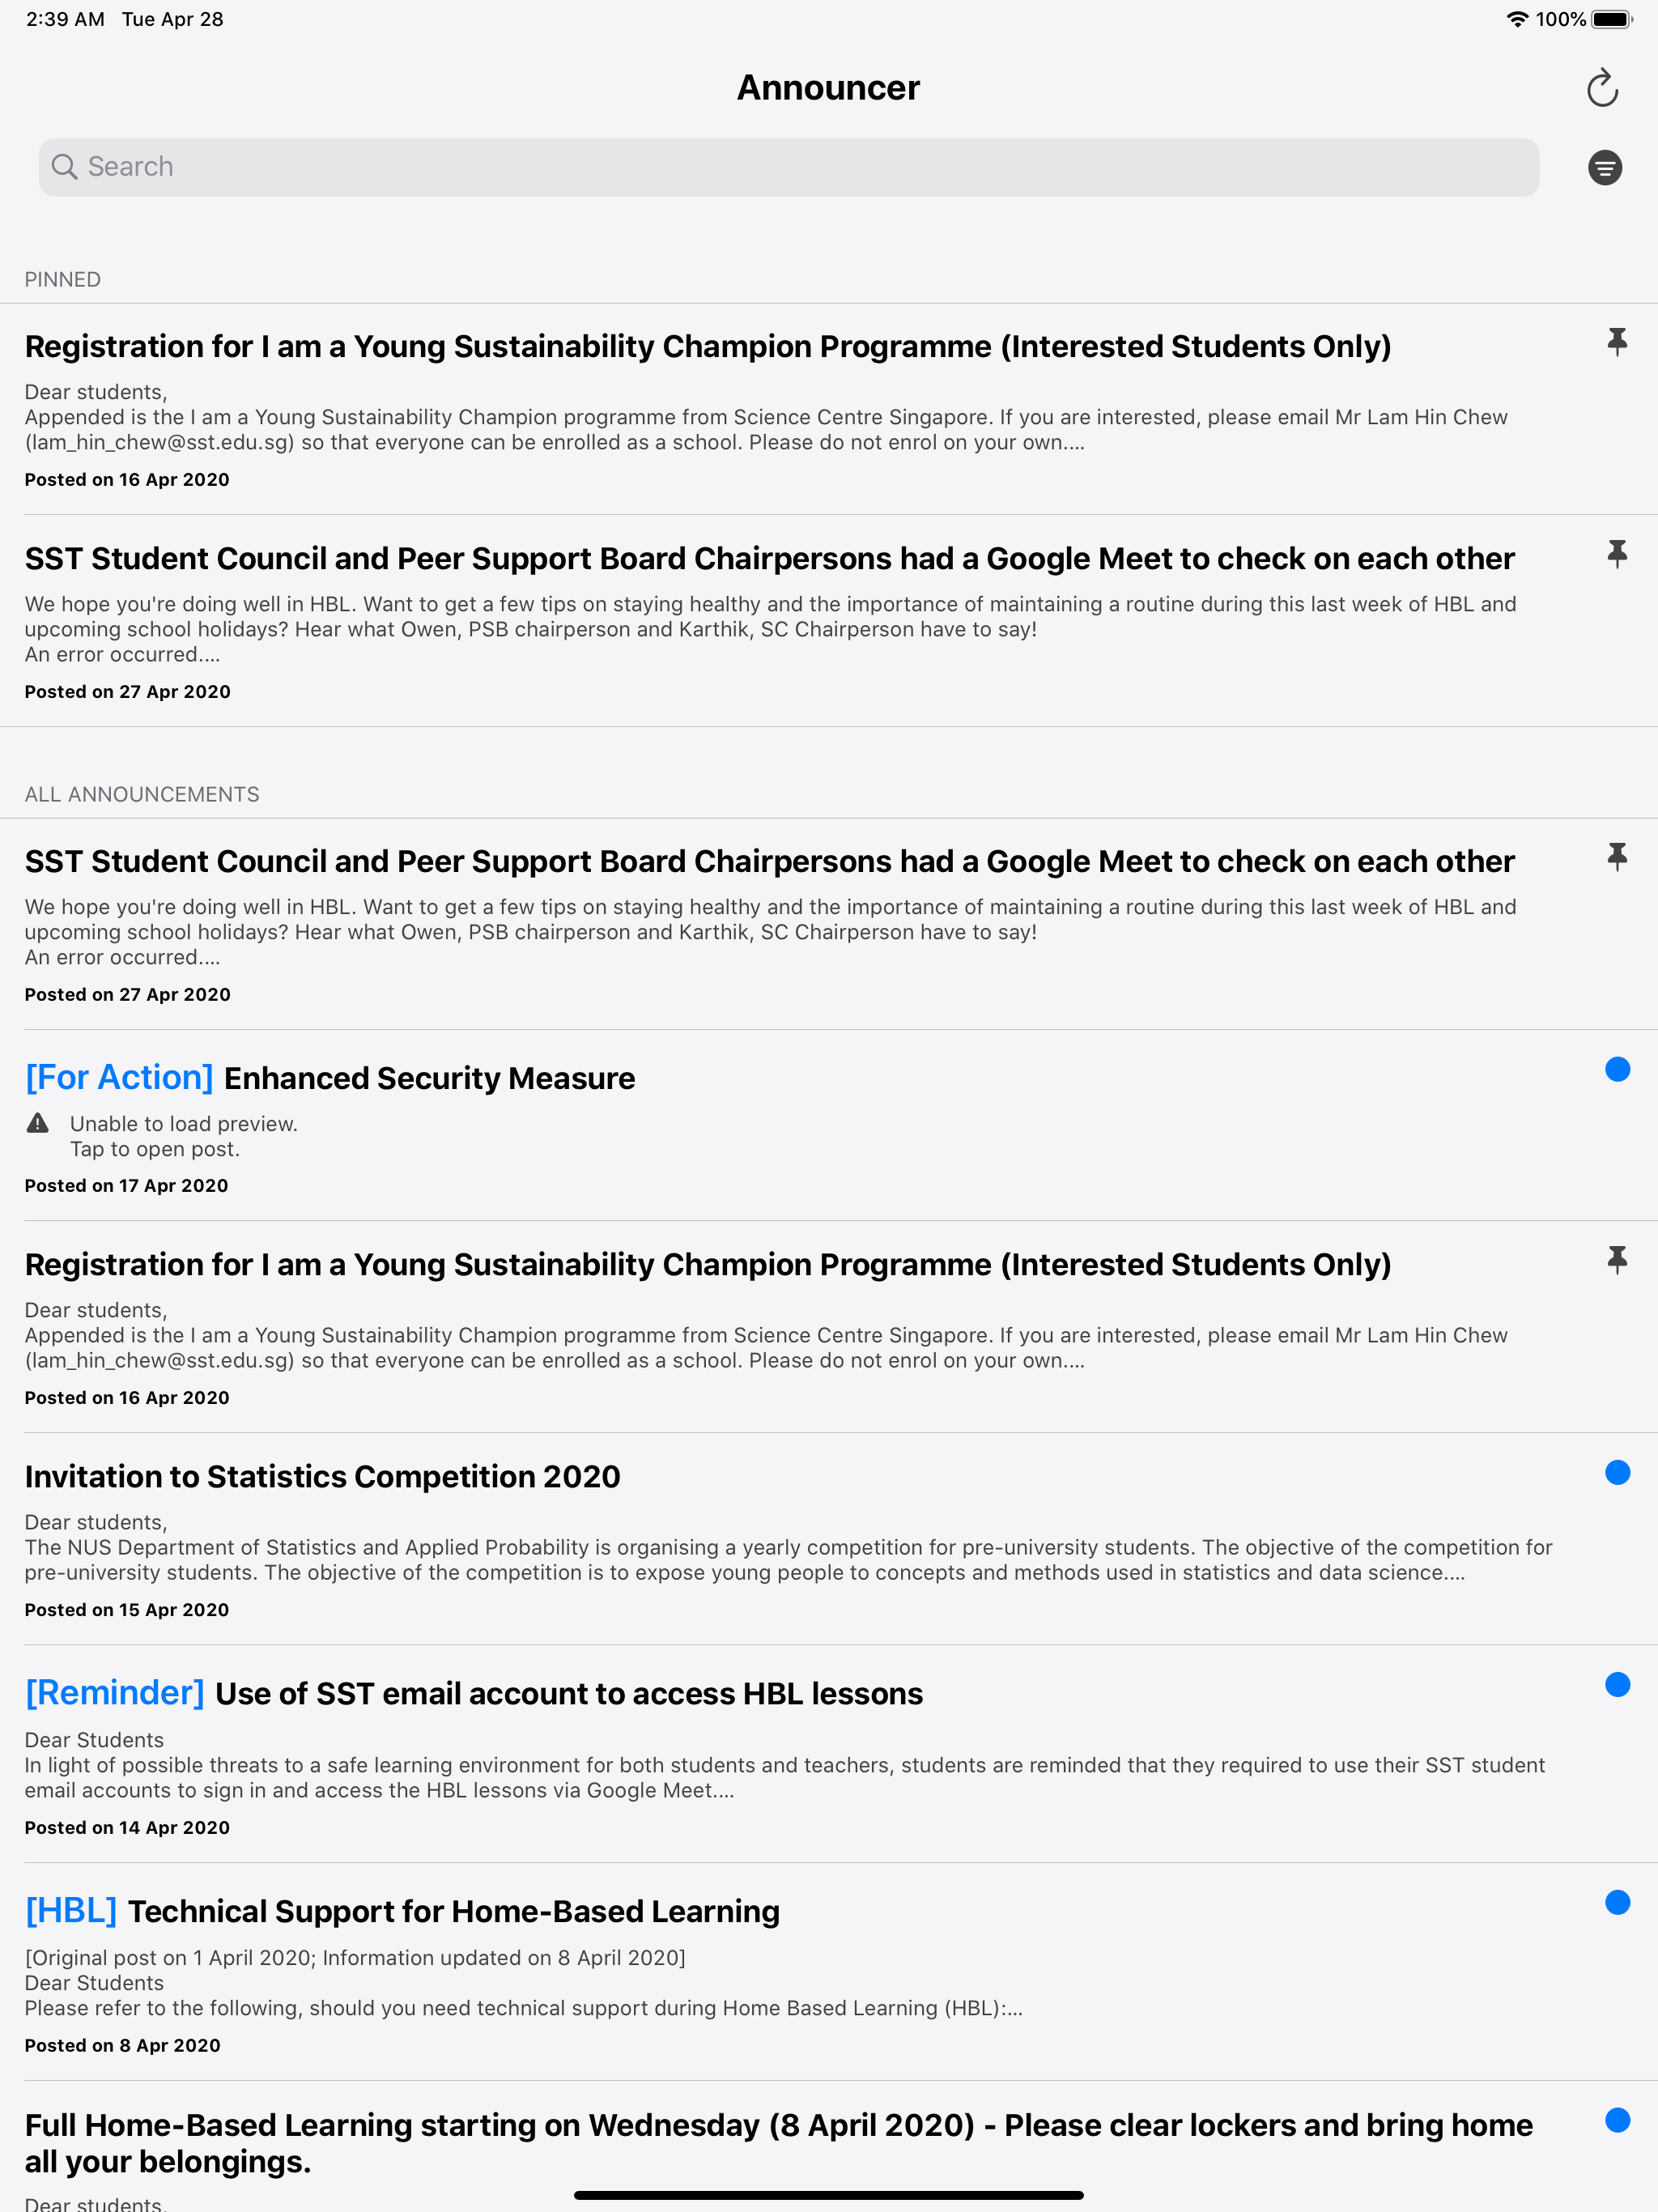 2:39 AM Tue Apr 28 100%
Announcer
Search
PINNED
Registration for I am a Young Sustainability Champion Programme (Interested Students Only)
Dear students,
Appended is the I am a Young Sustainability Champion programme from Science Centre Singapore. If you are interested, please email Mr Lam Hin Chew
(lam_hin_chew@sst.edu.sg) so that everyone can be enrolled as a school. Please do not enrol on your own....
Posted on 16 Apr 2020
SST Student Council and Peer Support Board Chairpersons had a Google Meet to check on each other
We hope you're doing well in HBL. Want to get a few tips on staying healthy and the importance of maintaining a routine during this last week of HBL and
upcoming school holidays? Hear what Owen, PSB chairperson and Karthik, SC Chairperson have to say!
An error occurred....
Posted on 27 Apr 2020
ALL ANNOUNCEMENTS
SST Student Council and Peer Support Board Chairpersons had a Google Meet to check on each other
We hope you're doing well in HBL. Want to get a few tips on staying healthy and the importance of maintaining a routine during this last week of HBL and
upcoming school holidays? Hear what Owen, PSB chairperson and Karthik, SC Chairperson have to say!
An error occurred....
Posted on 27 Apr 2020
[For Action] Enhanced Security Measure
Unable to load preview.
Tap to open post.
Posted on 17 Apr 2020
Registration for I am a Young Sustainability Champion Programme (Interested Students Only)
Dear students,
Appended is the I am a Young Sustainability Champion programme from Science Centre Singapore. If you are interested, please email Mr Lam Hin Chew
(lam_hin_chew@sst.edu.sg) so that everyone can be enrolled as a school. Please do not enrol on your own....
Posted on 16 Apr 2020
Invitation to Statistics Competition 2020
Dear students,
The NUS Department of Statistics and Applied Probability is organising a yearly competition for pre-university students. The objective of the competition for
pre-university students. The objective of the competition is to expose young people to concepts and methods used in statistics and data science....
Posted on 15 Apr 2020
[Reminder] Use of SST email account to access HBL lessons
Dear Students
In light of possible threats to a safe learning environment for both students and teachers, students are reminded that they required to use their SST student
email accounts to sign in and access the HBL lessons via Google Meet....
Posted on 14 Apr 2020
[HBL] Technical Support for Home-Based Learning
[Original post on 1 April 2020; Information updated on 8 April 2020]
Dear Students
Please refer to the following, should you need technical support during Home Based Learning (HBL):...
Posted on 8 Apr 2020
Full Home-Based Learning starting on Wednesday (8 April 2020) - Please clear lockers and bring home
all your belongings.
Dear students,